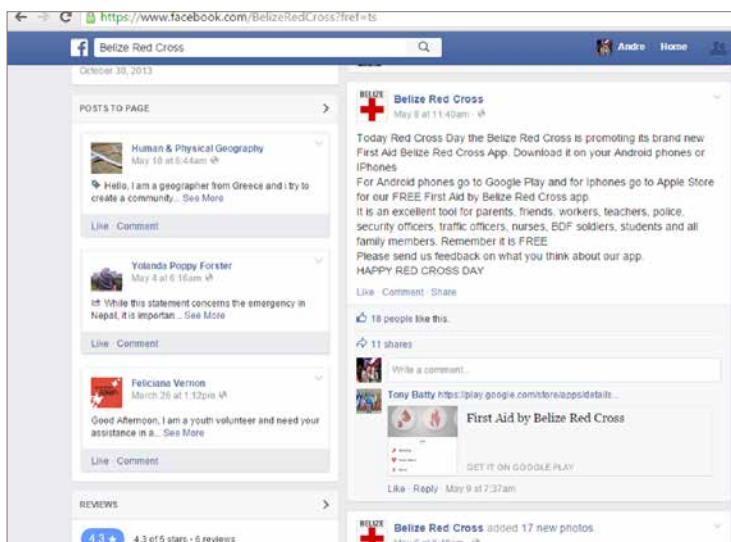 https://www.facebook.com/BelizeRedCross?fref=ts
Belize Red Cross
Andre Home
October 30, 2013
POSTS TO PAGE
Human & Physical Geography
May 10 at 6:44am
Hello, I am a geographer from Greece and i try to
create a community... See More
Like · Comment
Yolanda Poppy Forster
May 4 at 6:16am
While this statement concerns the emergency in
Nepal, it is importan... See More
Like · Comment
Feliciana Vernon
March 26 at 1:12pm
Good Afternoon, I am a youth volunteer and need your
assistance in a... See More
Like · Comment
REVIEWS
4.3 ★ 4.3 of 5 stars · 6 reviews
BELIZE
Belize Red Cross
May 8 at 11:40am ·
Today Red Cross Day the Belize Red Cross is promoting its brand new
First Aid Belize Red Cross App. Download it on your Android phones or
IPhones
For Android phones go to Google Play and for Iphones go to Apple Store
for our FREE First Aid by Belize Red Cross app.
It is an excellent tool for parents, friends, workers, teachers, police,
security officers, traffic officers, nurses, BDF soldiers, students and all
family members. Remember it is FREE
Please send us feedback on what you think about our app.
HAPPY RED CROSS DAY
Like · Comment · Share
18 people like this.
11 shares
Write a comment...
Tony Batty https://play.google.com/store/apps/details...
First Aid by Belize Red Cross
GET IT ON GOOGLE PLAY
Like · Reply · May 9 at 7:37am
BELIZE
Belize Red Cross added 17 new photos.